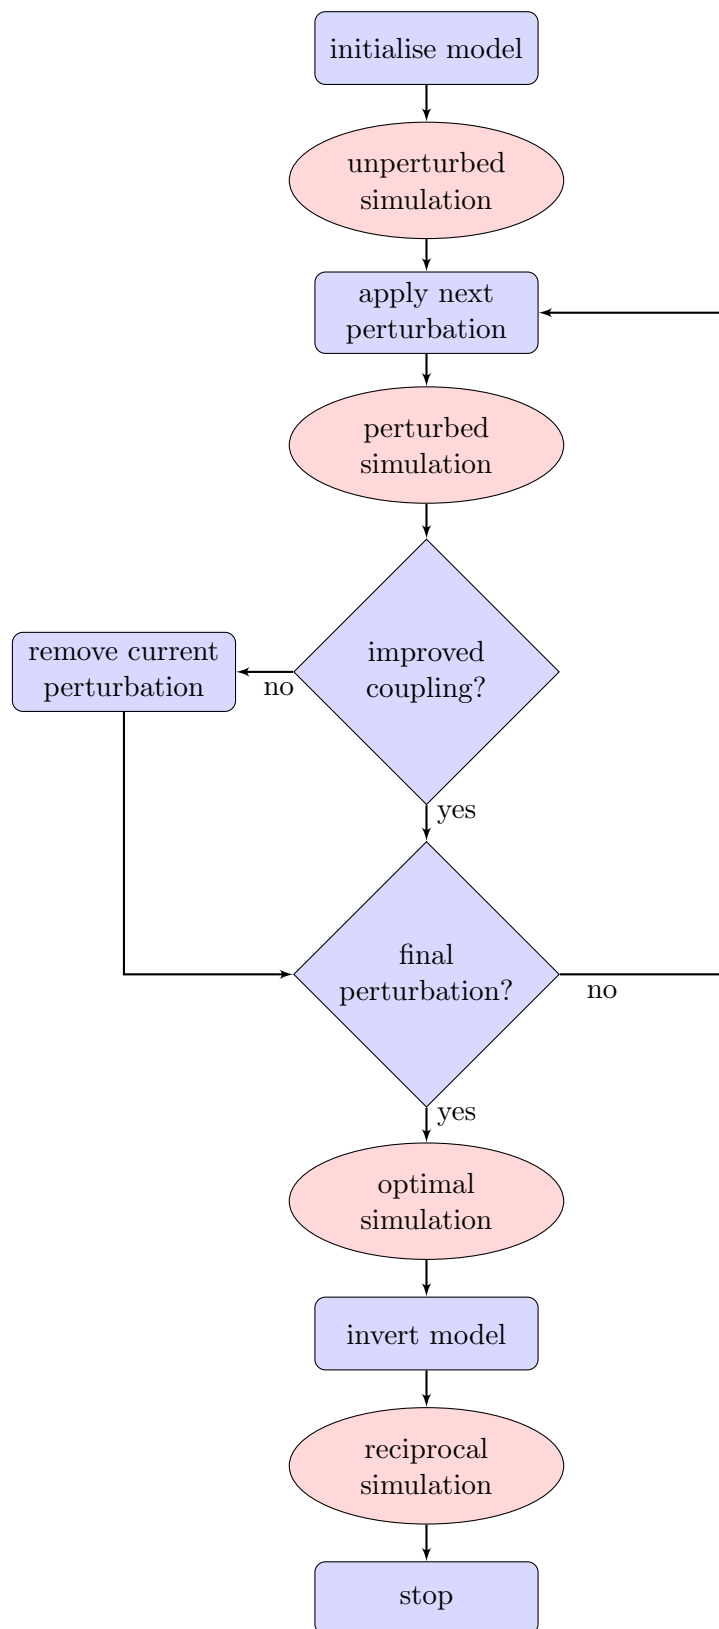 initialise model
unperturbed
simulation
apply next
perturbation
perturbed
simulation
improved
coupling?
remove current
perturbation
no
yes
final
perturbation?
no
yes
optimal
simulation
invert model
reciprocal
simulation
stop